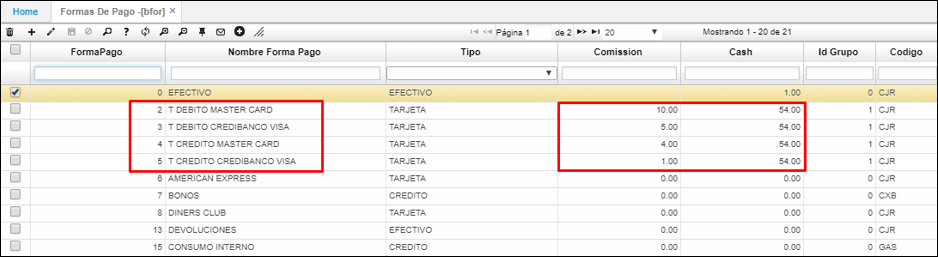 Home Formas De Pago -[bfor] ×
Página 1 de 2 20 Mostrando 1 - 20 de 21
FormaPago Nombre Forma Pago Tipo Comission Cash Id Grupo Codigo
0 EFECTIVO EFECTIVO 1.00 0 CJR
2 T DEBITO MASTER CARD TARJETA 10.00 54.00 1 CJR
3 T DEBITO CREDIBANCO VISA TARJETA 5.00 54.00 1 CJR
4 T CREDITO MASTER CARD TARJETA 4.00 54.00 1 CJR
5 T CREDITO CREDIBANCO VISA TARJETA 1.00 54.00 1 CJR
6 AMERICAN EXPRESS TARJETA 0.00 0.00 0 CJR
7 BONOS CREDITO 0.00 0.00 0 CXB
8 DINERS CLUB TARJETA 0.00 0.00 0 CJR
13 DEVOLUCIONES EFECTIVO 0.00 0.00 0 CJR
15 CONSUMO INTERNO CREDITO 0.00 0.00 0 GAS